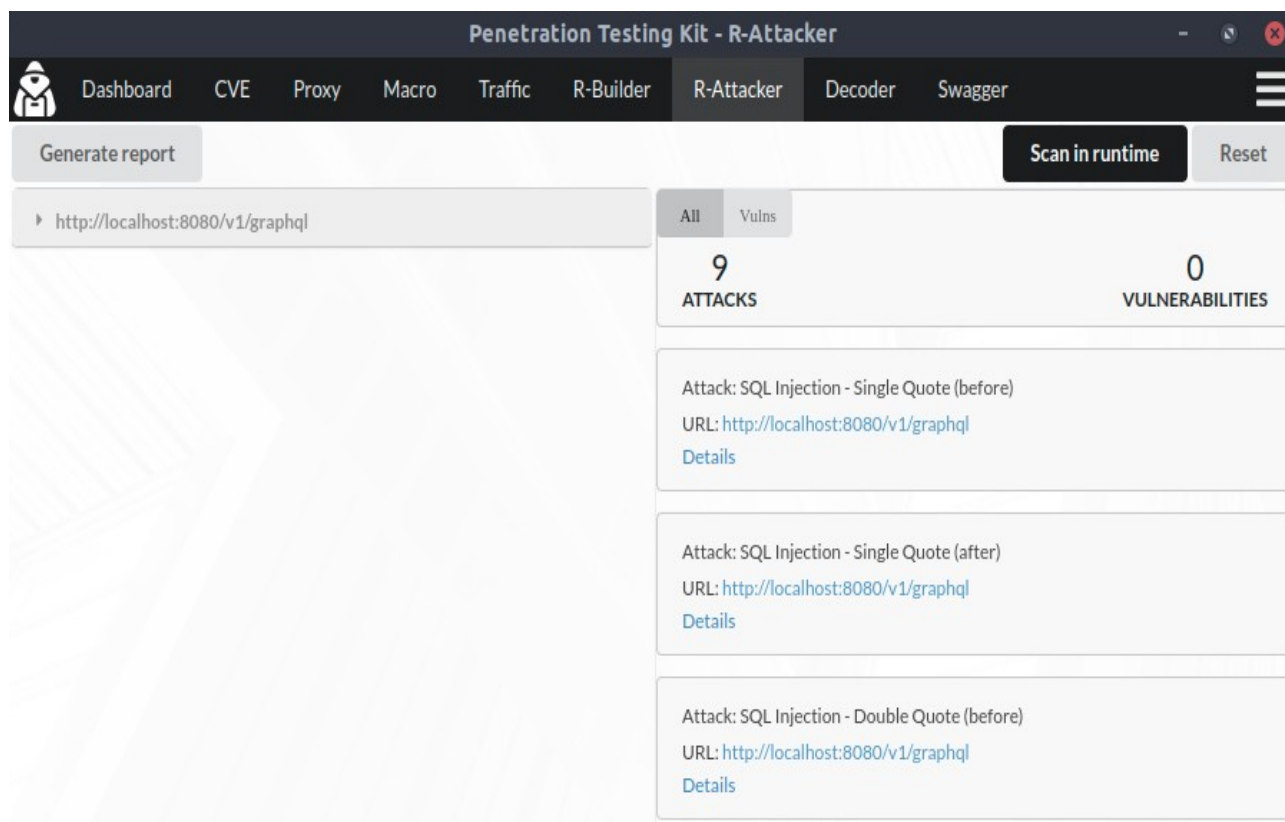 Penetration Testing Kit - R-Attacker
Dashboard CVE Proxy Macro Traffic R-Builder R-Attacker Decoder Swagger
Generate report Scan in runtime Reset
http://localhost:8080/v1/graphql
All Vulns
9 0
ATTACKS VULNERABILITIES
Attack: SQL Injection - Single Quote (before)
URL: http://localhost:8080/v1/graphql
Details
Attack: SQL Injection - Single Quote (after)
URL: http://localhost:8080/v1/graphql
Details
Attack: SQL Injection - Double Quote (before)
URL: http://localhost:8080/v1/graphql
Details